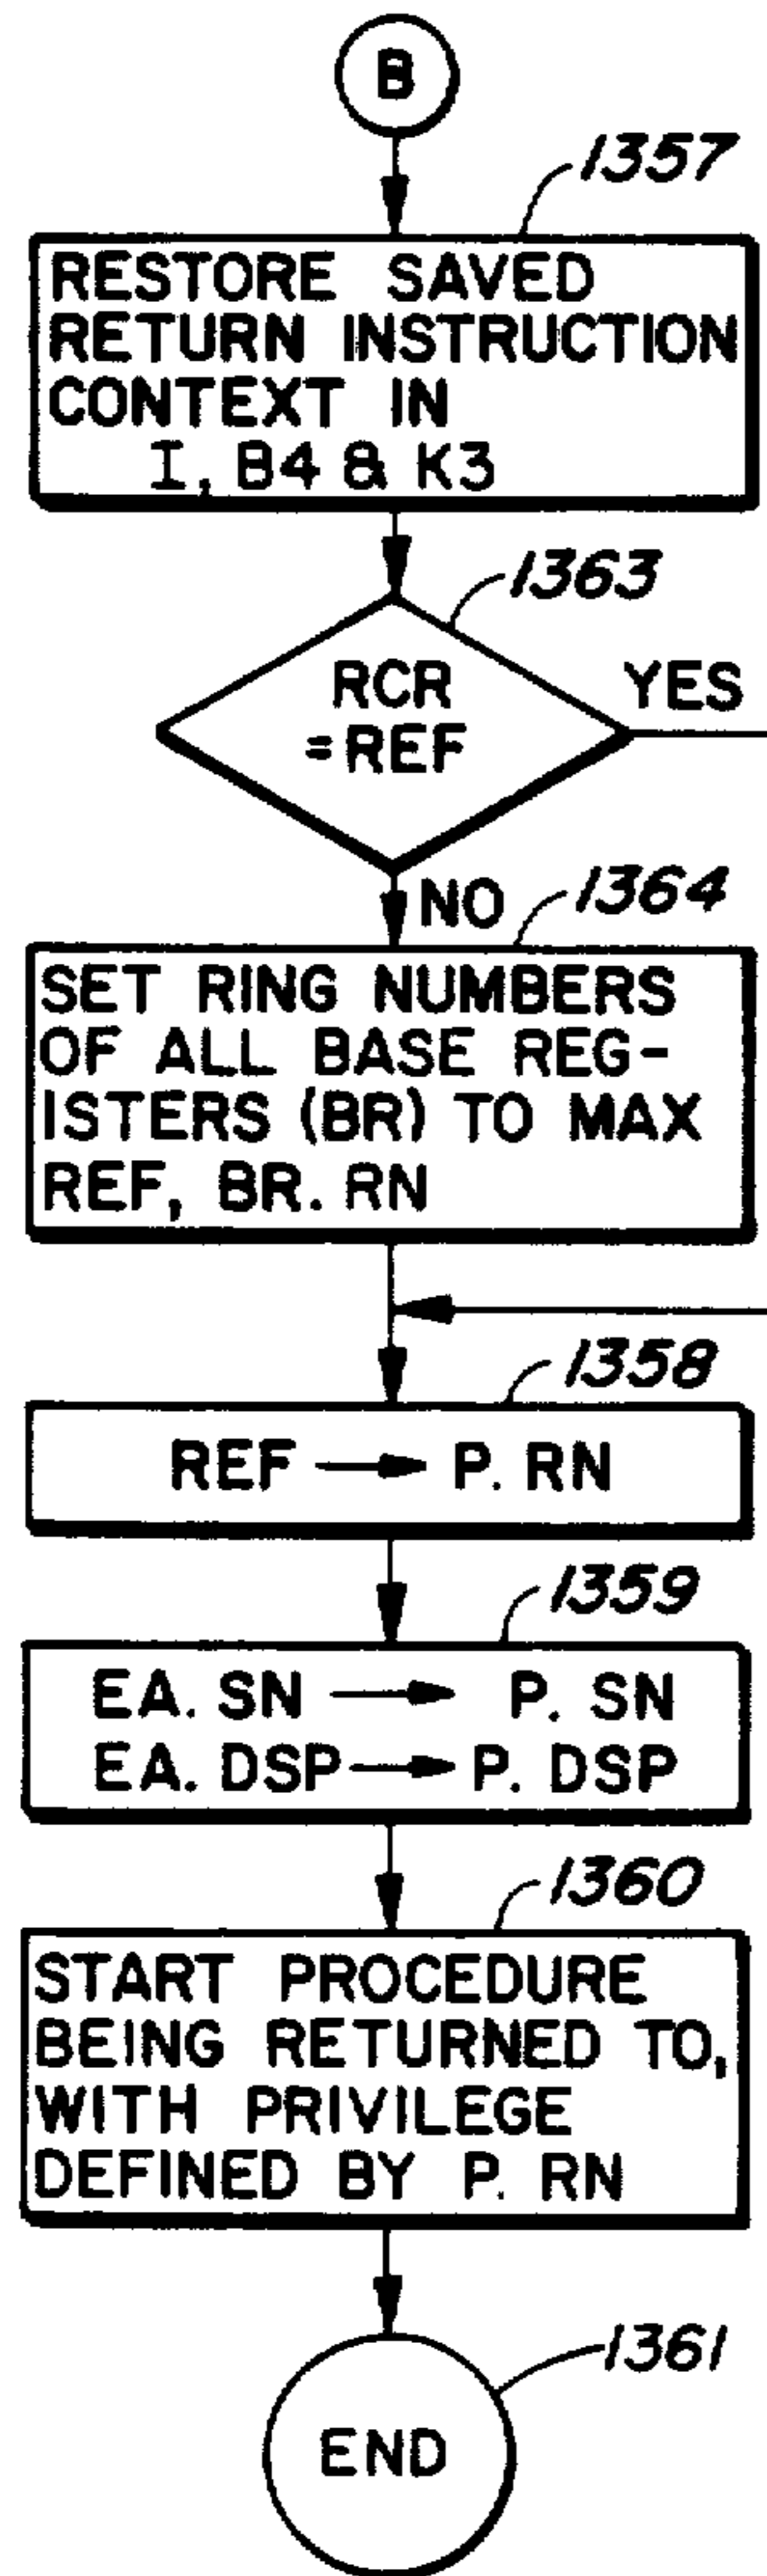 B
1357
RESTORE SAVED
RETURN INSTRUCTION
CONTEXT IN
I, B4 & K3
1363
RCR
=REF
YES
NO
1364
SET RING NUMBERS
OF ALL BASE REG-
ISTERS (BR) TO MAX
REF, BR. RN
1358
REF → P. RN
1359
EA. SN → P. SN
EA. DSP → P. DSP
1360
START PROCEDURE
BEING RETURNED TO,
WITH PRIVILEGE
DEFINED BY P. RN
1361
END